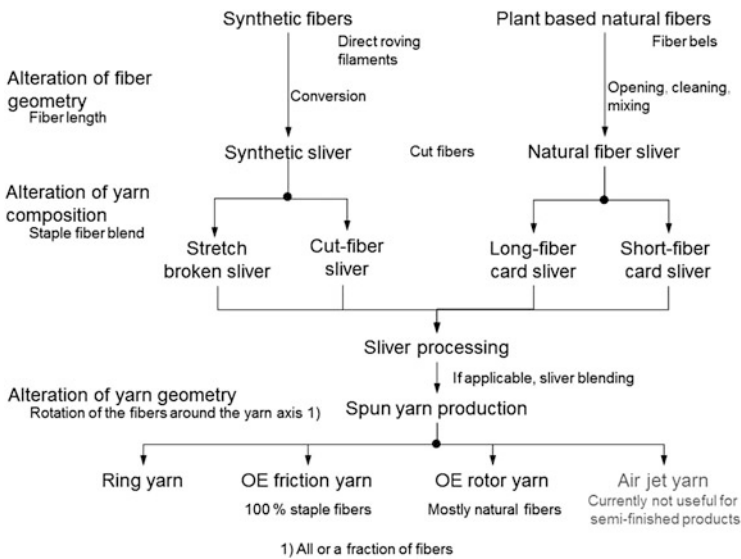 Synthetic fibers
Plant based natural fibers
Direct roving
filaments
Fiber bels
Alteration of fiber
geometry
Fiber length
Conversion
Opening, cleaning,
mixing
Synthetic sliver
Cut fibers
Natural fiber sliver
Alteration of yarn
composition
Staple fiber blend
Stretch
broken sliver
Cut-fiber
sliver
Long-fiber
card sliver
Short-fiber
card sliver
Sliver processing
If applicable, sliver blending
Alteration of yarn geometry
Rotation of the fibers around the yarn axis 1)
Spun yarn production
Ring yarn
OE friction yarn
100 % staple fibers
OE rotor yarn
Mostly natural fibers
Air jet yarn
Currently not useful for
semi-finished products
1) All or a fraction of fibers